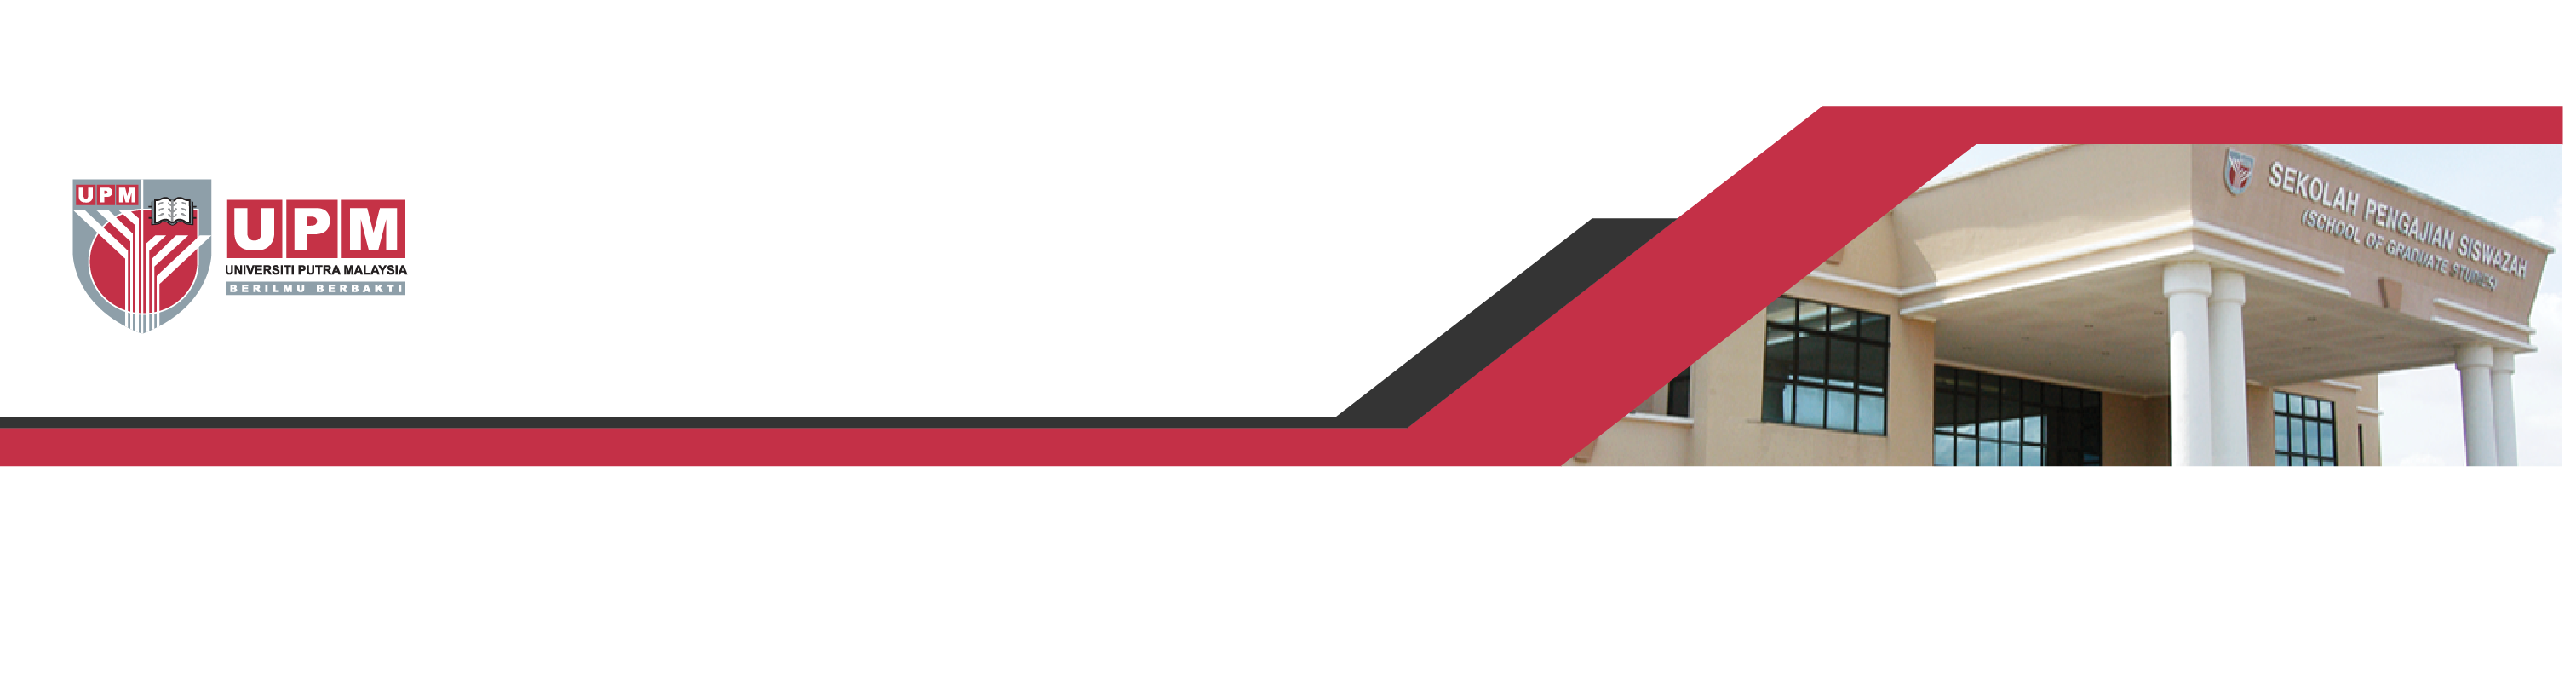 UPM
UPM
UNIVERSITI PUTRA MALAYSIA
BERILMU BERBAKTI
SEKOLAH PENGAJIAN SISWAZAH
(SCHOOL OF GRADUATE STUDIES)